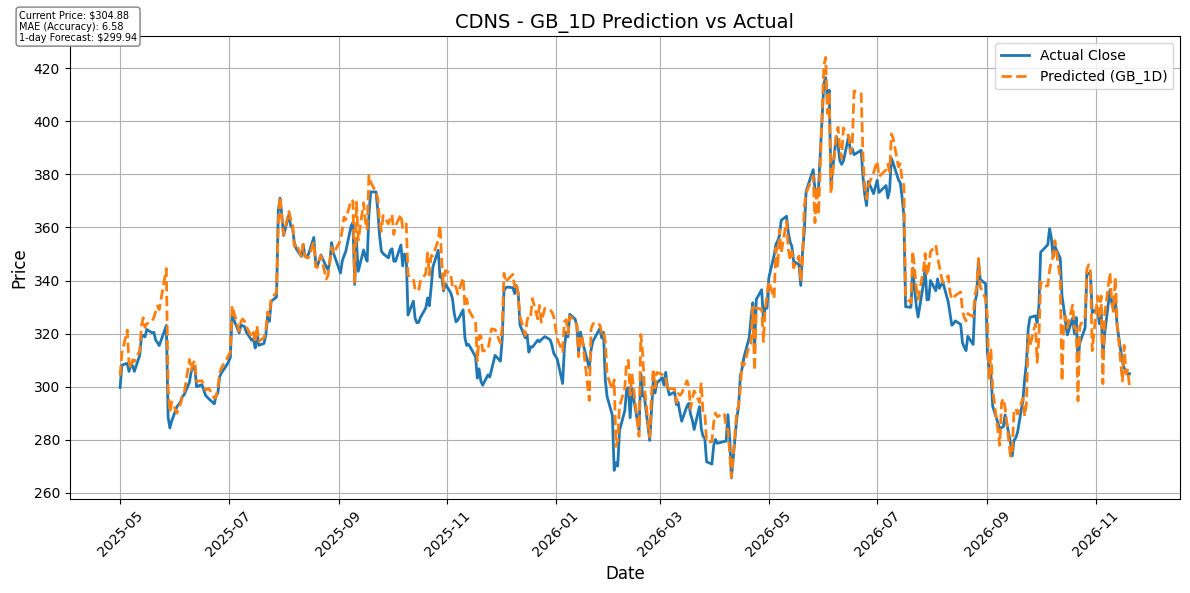 CDNS - GB_1D Prediction vs Actual
Current Price: $304.88
MAE (Accuracy): 6.58
1-day Forecast: $299.94
Actual Close
Predicted (GB_1D)
Price
420
400
380
360
340
320
300
280
260
2025-05
2025-07
2025-09
2025-11
2026-01
2026-03
2026-05
2026-07
2026-09
2026-11
Date